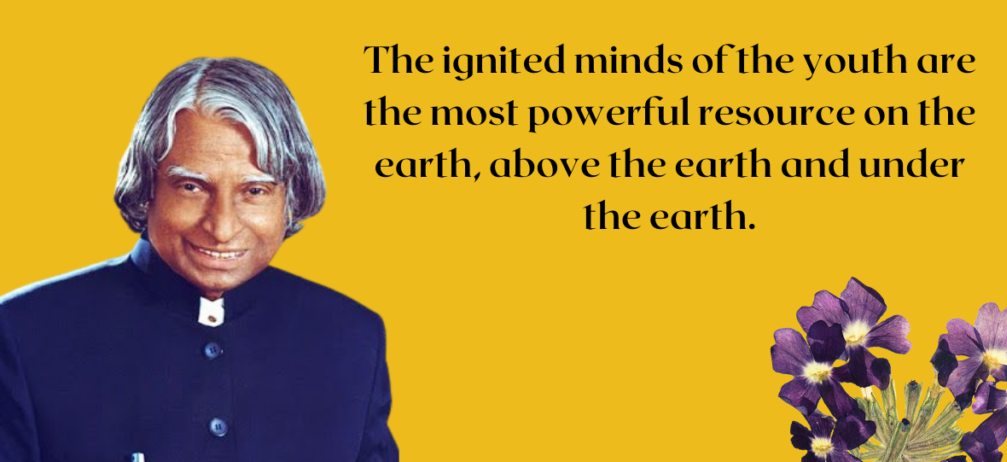 The ignited minds of the youth are
the most powerful resource on the
earth, above the earth and under
the earth.